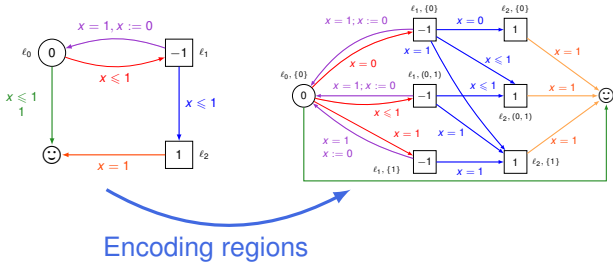 x = 1, x := 0
ℓ₀
0
−1
ℓ₁
x ⩽ 1
x ⩽ 1
1
x ⩽ 1
1
ℓ₂
x = 1
ℓ₁, {0}
ℓ₂, {0}
x = 1; x := 0
−1
x = 0
1
x = 1
x = 1
x = 0
ℓ₀, {0}
ℓ₁, (0, 1)
x ⩽ 1
x = 1; x := 0
0
−1
x ⩽ 1
1
x = 1
x ⩽ 1
ℓ₂, (0, 1)
x = 1
x = 1
x = 1
x = 1
x := 0
−1
1
ℓ₂, {1}
ℓ₁, {1}
x = 1
Encoding regions